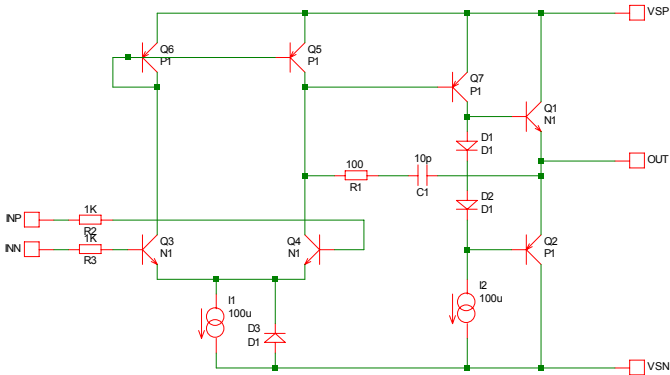 VSP
Q6
P1
Q5
P1
Q7
P1
Q1
N1
D1
D1
OUT
100
R1
10p
C1
D2
D1
INP
1K
R2
INN
1K
R3
Q3
N1
Q4
N1
Q2
P1
I1
100u
D3
D1
I2
100u
VSN